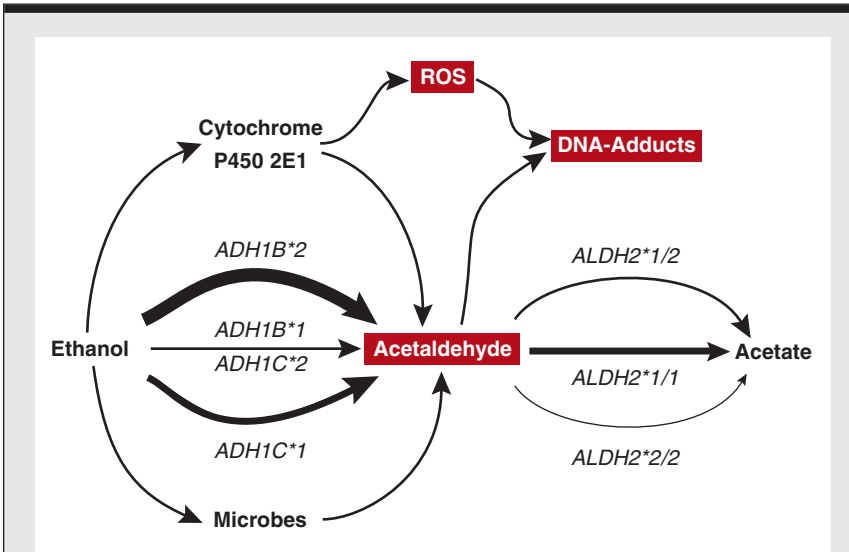 ROS
Cytochrome
P450 2E1
DNA-Adducts
ADH1B*2
ALDH2*1/2
ADH1B*1
Ethanol
Acetaldehyde
Acetate
ADH1C*2
ALDH2*1/1
ADH1C*1
ALDH2*2/2
Microbes